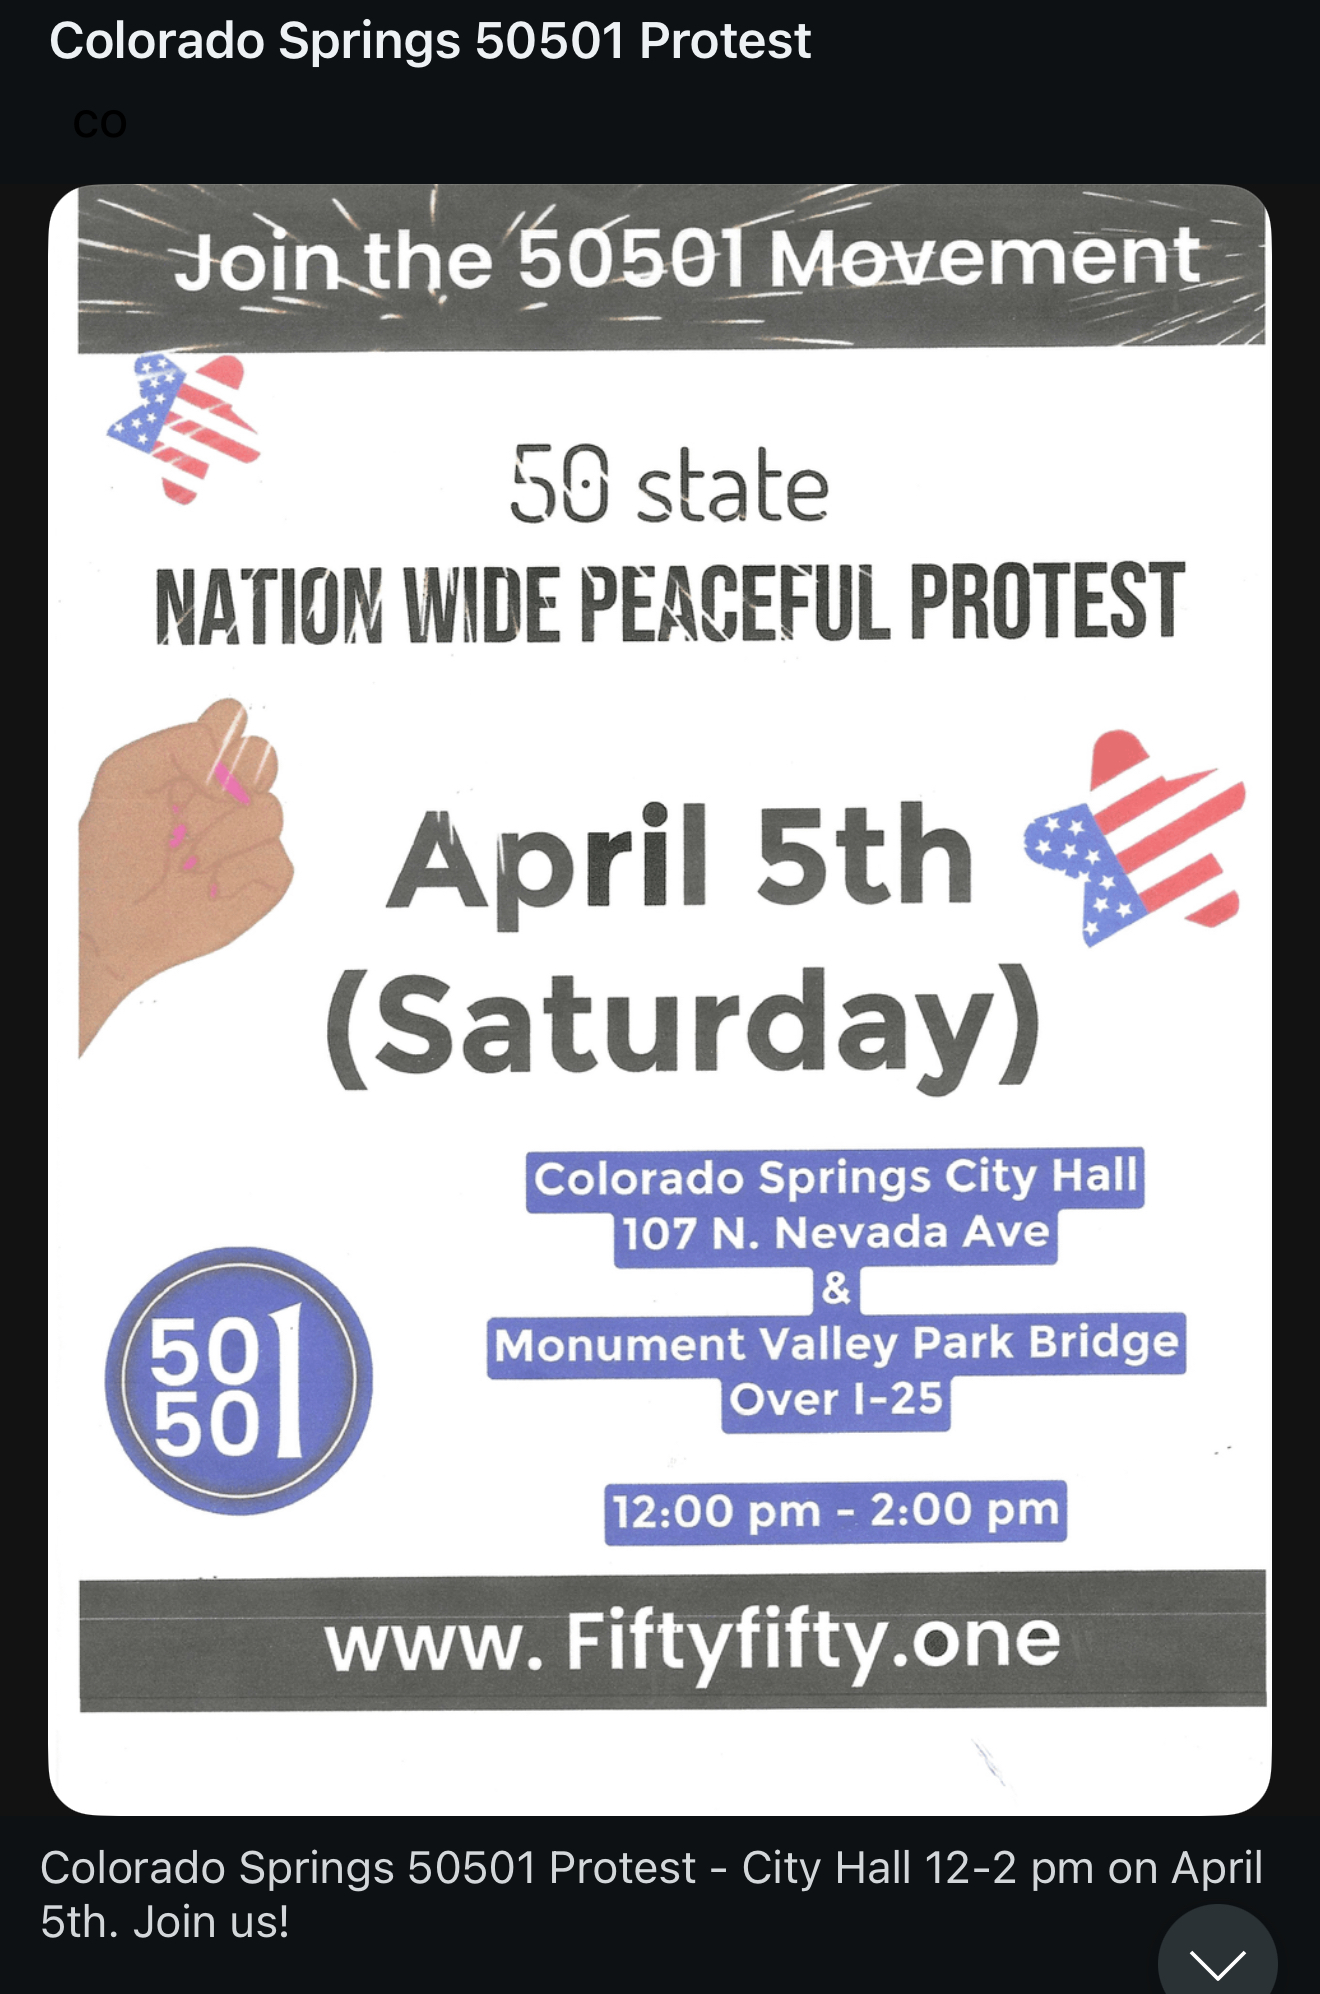 Colorado Springs 50501 Protest
CO
Join the 50501 Movement
50 state
NATION WIDE PEACEFUL PROTEST
April 5th
(Saturday)
Colorado Springs City Hall
107 N. Nevada Ave
&
Monument Valley Park Bridge
Over I-25
50
50
1
12:00 pm - 2:00 pm
www. Fiftyfifty.one
Colorado Springs 50501 Protest - City Hall 12-2 pm on April
5th. Join us!